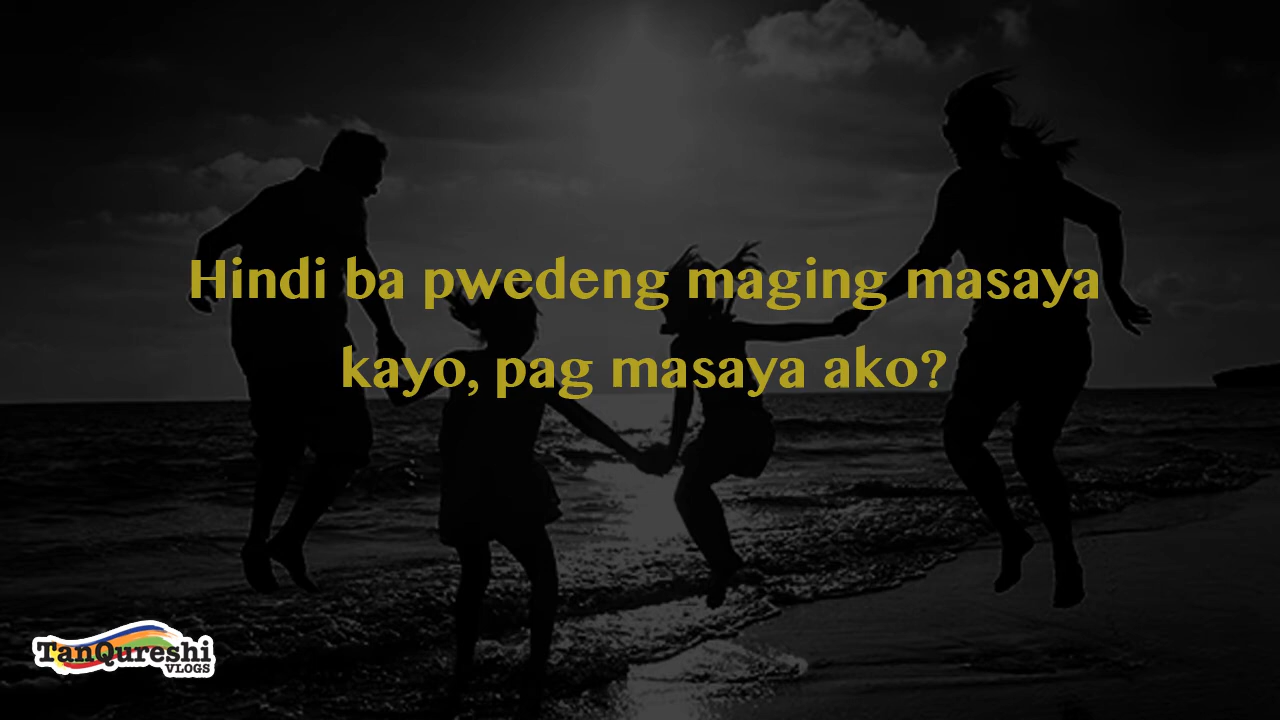 Hindi ba pwedeng maging masaya
kayo, pag masaya ako?
TanQureshi
VLOGS